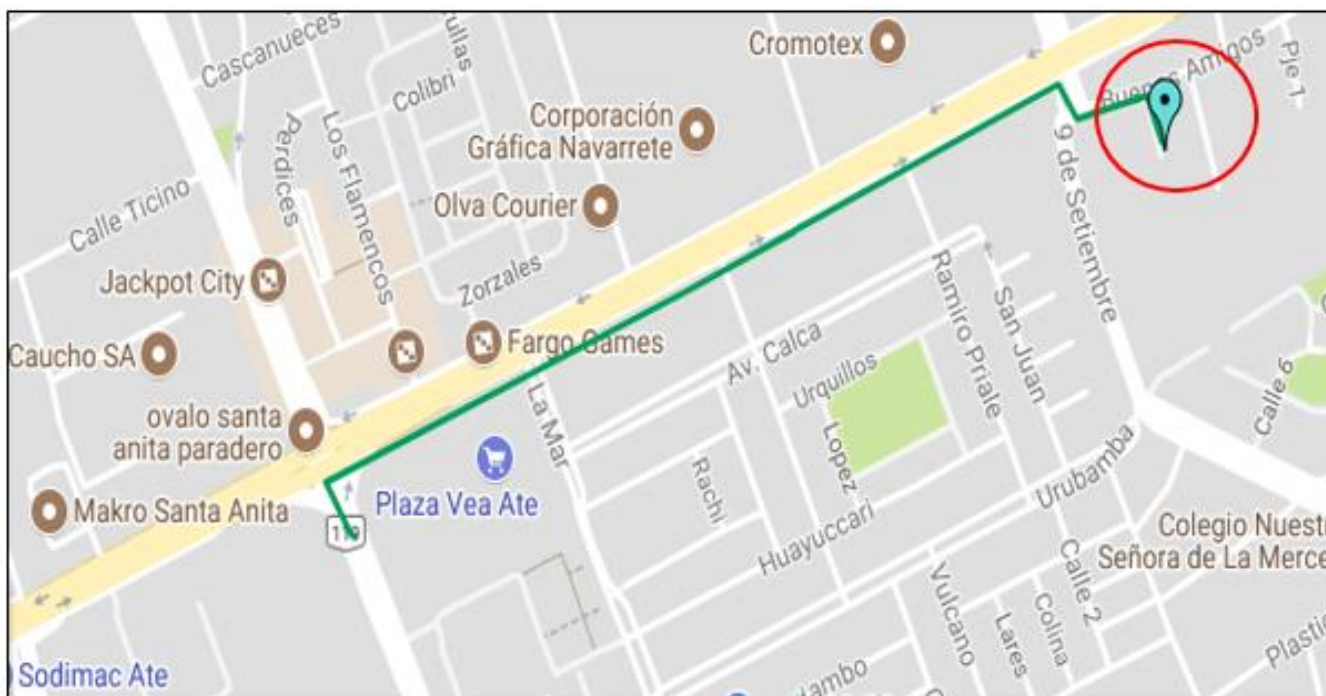 Cascanueces
Colibri
Cromotex
Buenos Amigos
Pje 1
Corporación
Gráfica Navarrete
Perdices
Los Flamencos
9 de Setiembre
Calle Ticino
Olva Courier
Jackpot City
Zorzales
Ramiro Priale
San Juan
Caucho SA
Fargo Games
Av. Calca
Urquillos
Calle 6
ovalo santa
anita paradero
La Mar
Lopez
Urubamba
Plaza Vea Ate
Rachi
Makro Santa Anita
119
Huayuccari
Colegio Nuestr
Señora de La Merce
Vulcano
Calle 2
Colina
Lares
Plastic
Sodimac Ate